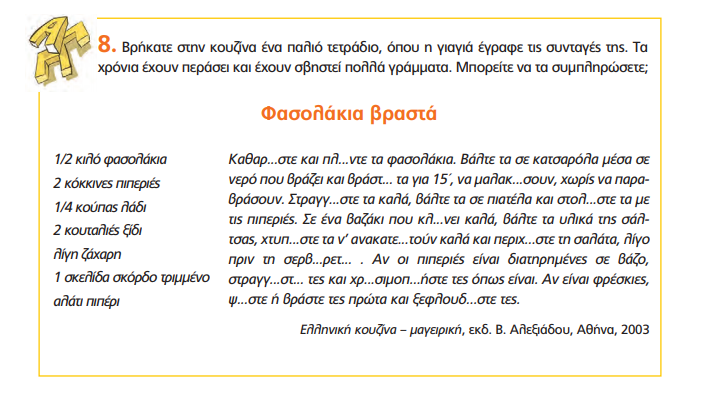 8. Βρήκατε στην κουζίνα ένα παλιό τετράδιο, όπου η γιαγιά έγραφε τις συνταγές της. Τα
χρόνια έχουν περάσει και έχουν σβηστεί πολλά γράμματα. Μπορείτε να τα συμπληρώσετε;
Φασολάκια βραστά
1/2 κιλό φασολάκια
2 κόκκινες πιπεριές
1/4 κούπας λάδι
2 κουταλιές ξίδι
λίγη ζάχαρη
1 σκελίδα σκόρδο τριμμένο
αλάτι πιπέρι
Καθαρ...στε και πλ...ντε τα φασολάκια. Βάλτε τα σε κατσαρόλα μέσα σε
νερό που βράζει και βράστ... τα για 15΄, να μαλακ...σουν, χωρίς να παρα-
βράσουν. Στραγγ...στε τα καλά, βάλτε τα σε πιατέλα και στολ...στε τα με
τις πιπεριές. Σε ένα βαζάκι που κλ...νει καλά, βάλτε τα υλικά της σάλ-
τσας, χτυπ...στε τα ν’ ανακατε...τούν καλά και περιχ...στε τη σαλάτα, λίγο
πριν τη σερβ...ρετ... . Αν οι πιπεριές είναι διατηρημένες σε βάζο,
στραγγ...στ... τες και χρ...σιμοπ...ήστε τες όπως είναι. Αν είναι φρέσκιες,
ψ...στε ή βράστε τες πρώτα και ξεφλουδ...στε τες.
Ελληνική κουζίνα – μαγειρική, εκδ. Β. Αλεξιάδου, Αθήνα, 2003